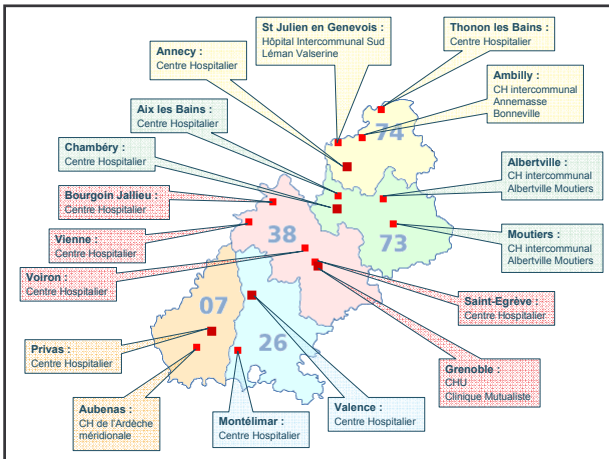 St Julien en Genevois :
Hôpital Intercommunal Sud
Léman Valserine
Thonon les Bains :
Centre Hospitalier
Annecy :
Centre Hospitalier
Ambilly :
CH intercommunal
Annemasse
Bonneville
Aix les Bains :
Centre Hospitalier
74
Chambéry :
Centre Hospitalier
Albertville :
CH intercommunal
Albertville Moutiers
Bourgoin Jallieu :
Centre Hospitalier
Vienne :
Centre Hospitalier
38
73
Moutiers :
CH intercommunal
Albertville Moutiers
Voiron :
Centre Hospitalier
Saint-Egrève :
Centre Hospitalier
07
26
Privas :
Centre Hospitalier
Grenoble :
CHU
Clinique Mutualiste
Aubenas :
CH de l'Ardèche
méridionale
Montélimar :
Centre Hospitalier
Valence :
Centre Hospitalier